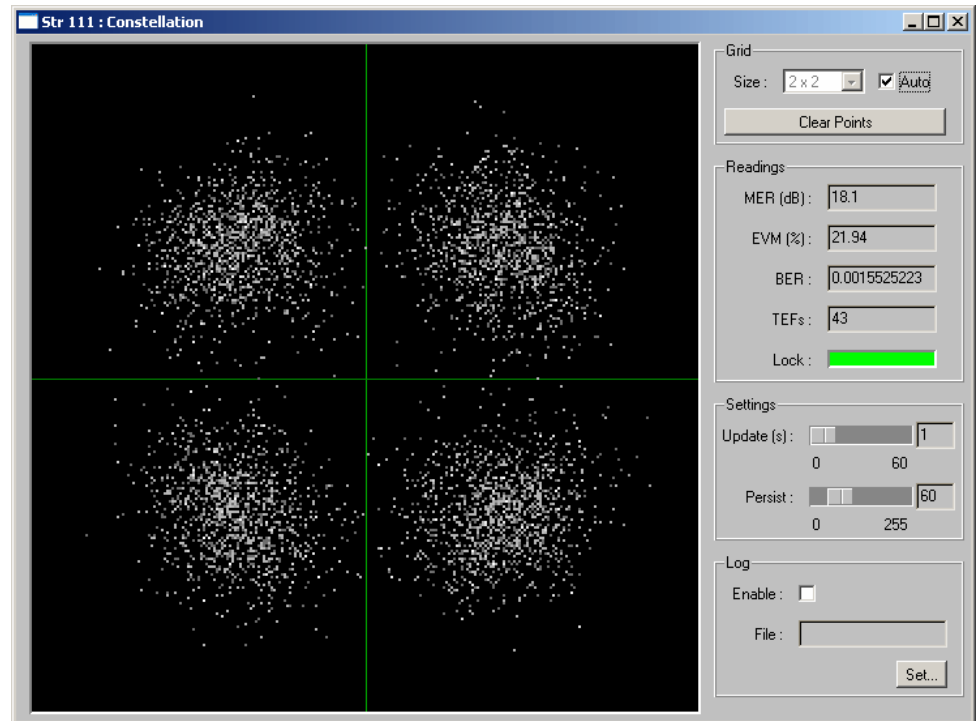 Str 111 : Constellation
Grid
Size : 2 x 2 Auto
Clear Points
Readings
MER (dB) : 18.1
EVM (%) : 21.94
BER : 0.0015525223
TEFs : 43
Lock :
Settings
Update (s) : 1
0 60
Persist : 60
0 255
Log
Enable :
File :
Set...